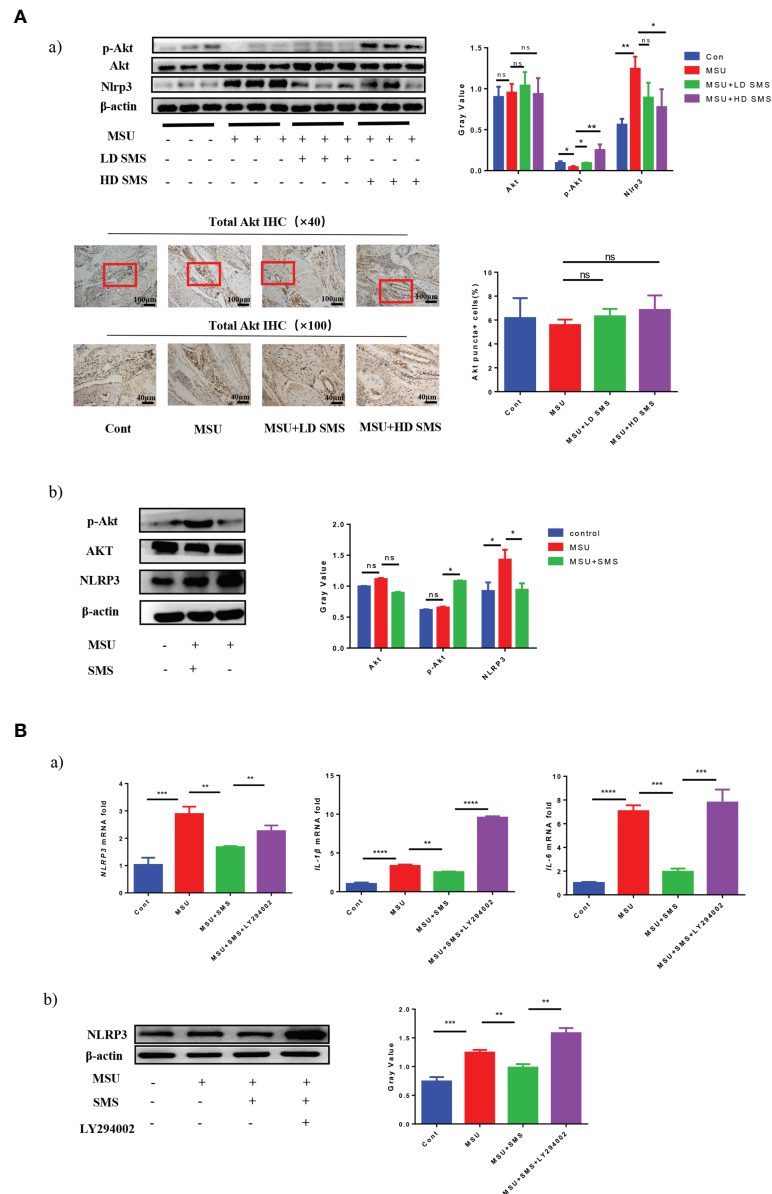 A
a)
p-Akt
Akt
Nlrp3
β-actin
MSU - - - + + + + + + + + +
LD SMS - - - - - - + + + - - -
HD SMS - - - - - - - - - + + +
Gray Value
1.5
1.0
0.5
0.0
ns
ns
ns
*
*
**
**
ns
*
Akt
p-Akt
Nlrp3
Con
MSU
MSU+LD SMS
MSU+HD SMS
Total Akt IHC (×40)
100μm
100μm
100μm
100μm
Total Akt IHC (×100)
40μm
40μm
40μm
40μm
Cont
MSU
MSU+LD SMS
MSU+HD SMS
Akt puncta+ cells(%)
10
8
6
4
2
0
ns
ns
Cont
MSU
MSU+LD SMS
MSU+HD SMS
b)
p-Akt
AKT
NLRP3
β-actin
MSU - + +
SMS - + -
Gray Value
2.0
1.5
1.0
0.5
0.0
ns
ns
ns
*
*
*
Akt
p-Akt
NLRP3
control
MSU
MSU+SMS
B
a)
NLRP3 mRNA fold
4
3
2
1
0
***
**
**
Cont
MSU
MSU+SMS
MSU+SMS+LY294002
IL-1β mRNA fold
15
10
5
0
****
**
****
Cont
MSU
MSU+SMS
MSU+SMS+LY294002
IL-6 mRNA fold
10
8
6
4
2
0
****
***
***
Cont
MSU
MSU+SMS
MSU+SMS+LY294002
b)
NLRP3
β-actin
MSU - + + +
SMS - - + +
LY294002 - - - +
Gray Value
2.0
1.5
1.0
0.5
0.0
***
**
**
Cont
MSU
MSU+SMS
MSU+SMS+LY294002